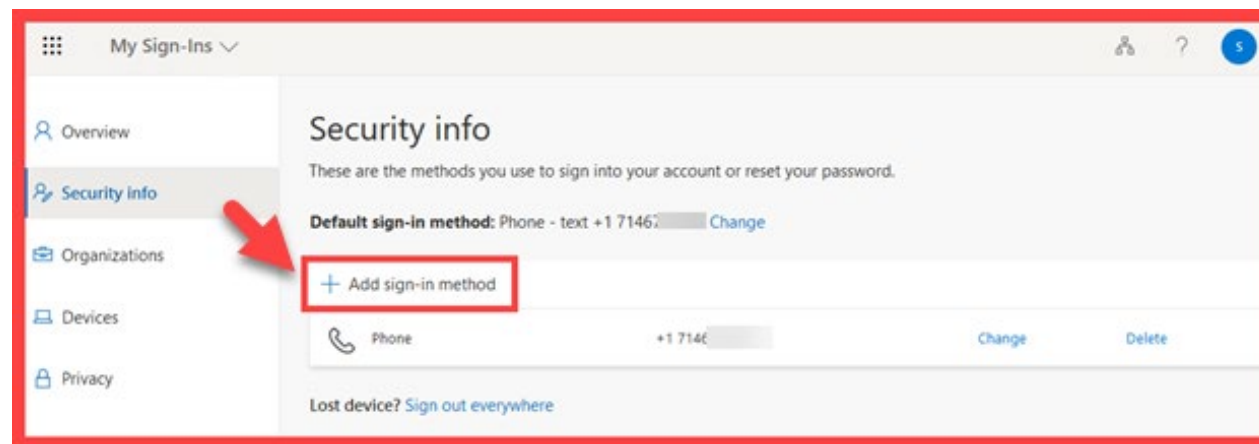 My Sign-Ins
?
S
Overview
Security info
Organizations
Devices
Privacy
Security info
These are the methods you use to sign into your account or reset your password.
Default sign-in method: Phone - text +1 7146 Change
+ Add sign-in method
Phone +1 714 Change Delete
Lost device? Sign out everywhere